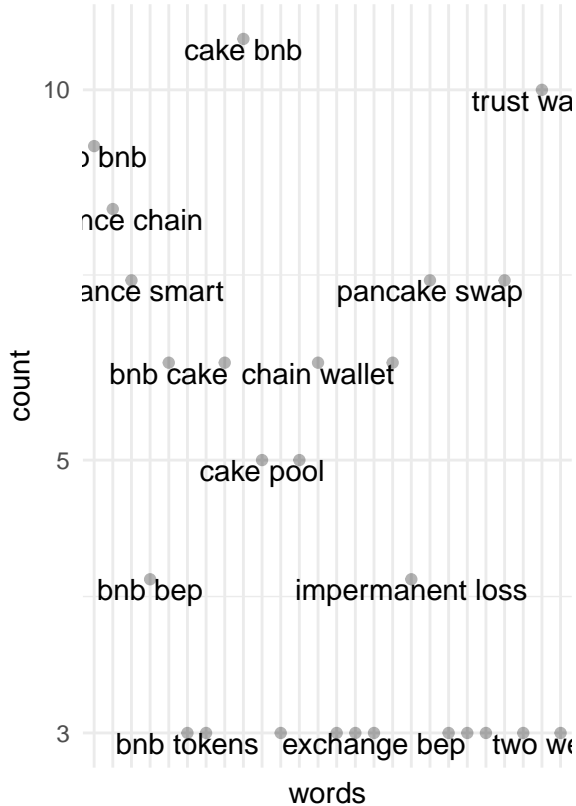 cake bnb
10
trust wa
bnb
nce chain
ance smart
pancake swap
bnb cake
chain wallet
count
5
cake pool
bnb bep
impermanent loss
3
bnb tokens
exchange bep
two we
words